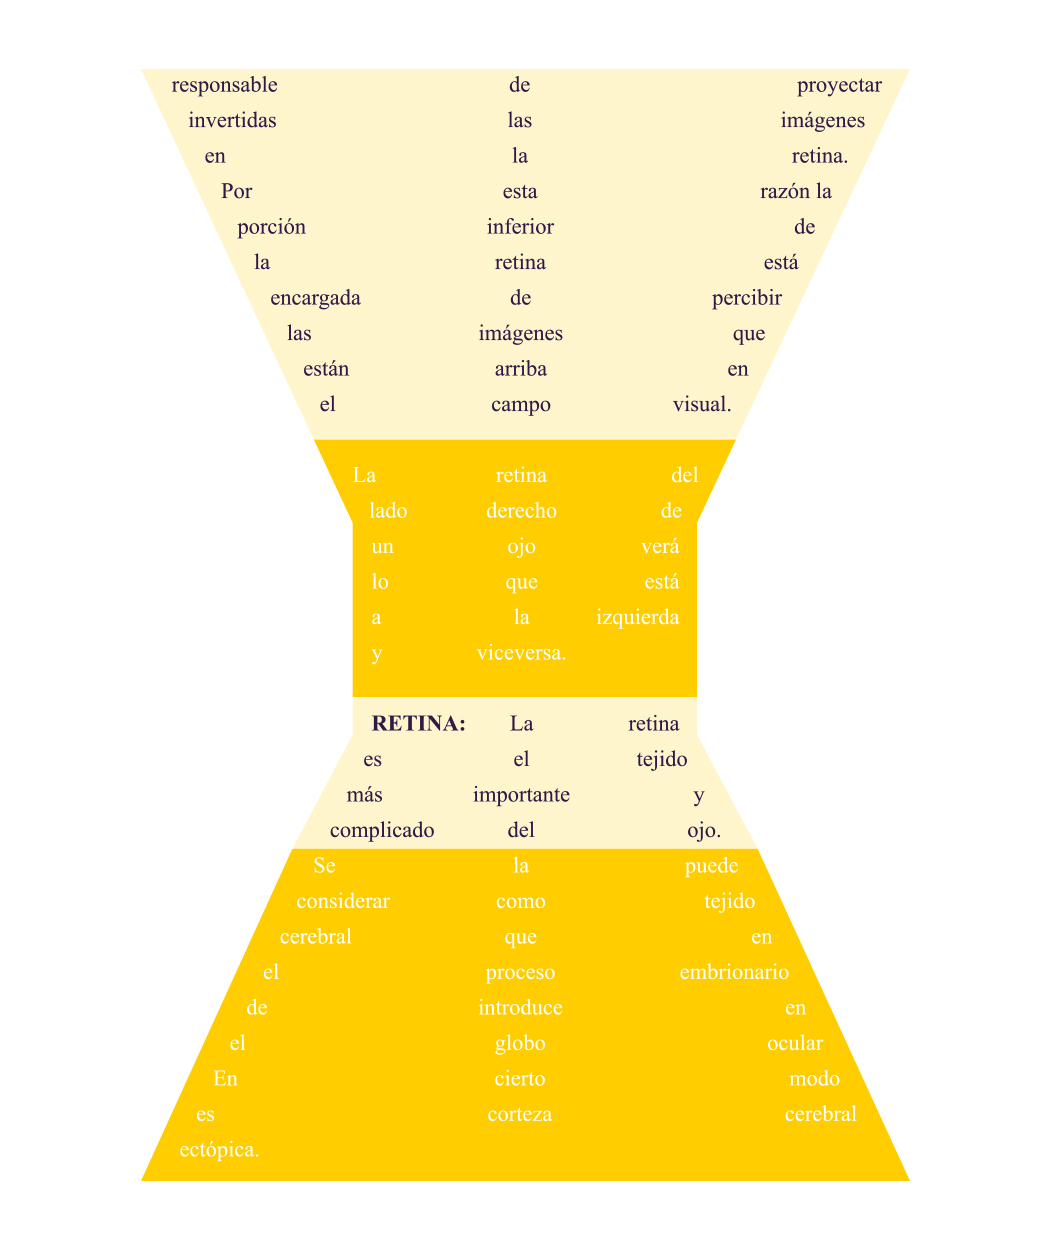 responsable de proyectar
invertidas las imágenes
en la retina.
Por esta razón la
porción inferior de
la retina está
encargada de percibir
las imágenes que
están arriba en
el campo visual.
La retina del
lado derecho de
un ojo verá
lo que está
a la izquierda
y viceversa.
RETINA: La retina
es el tejido
más importante y
complicado del ojo.
Se la puede
considerar como tejido
cerebral que en
el proceso embrionario
de introduce en
el globo ocular
En cierto modo
es corteza cerebral
ectópica.